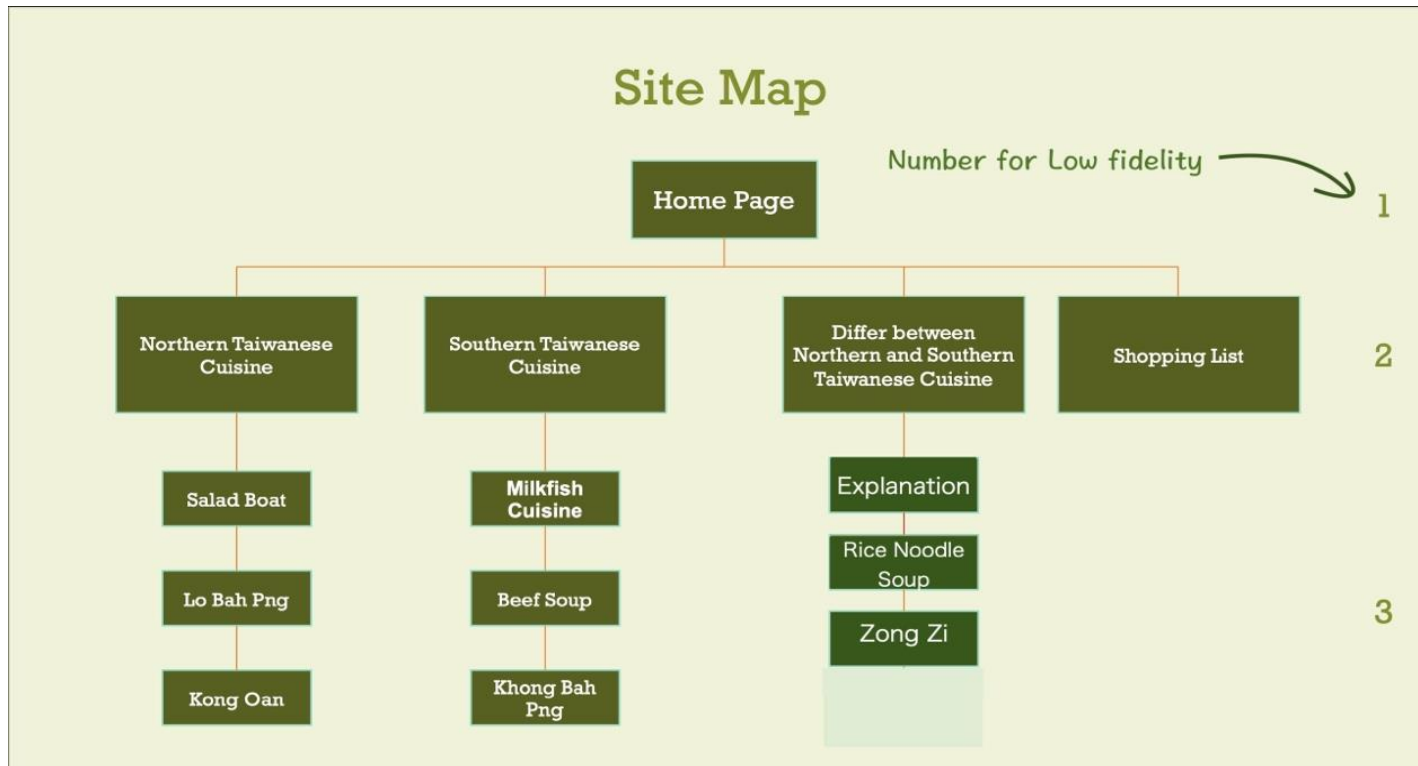 Site Map
Number for Low fidelity
Home Page
1
Northern Taiwanese
Cuisine
Southern Taiwanese
Cuisine
Differ between
Northern and Southern
Taiwanese Cuisine
Shopping List
2
Salad Boat
Milkfish
Cuisine
Explanation
Rice Noodle
Soup
Lo Bah Png
Beef Soup
Zong Zi
3
Kong Oan
Khong Bah
Png